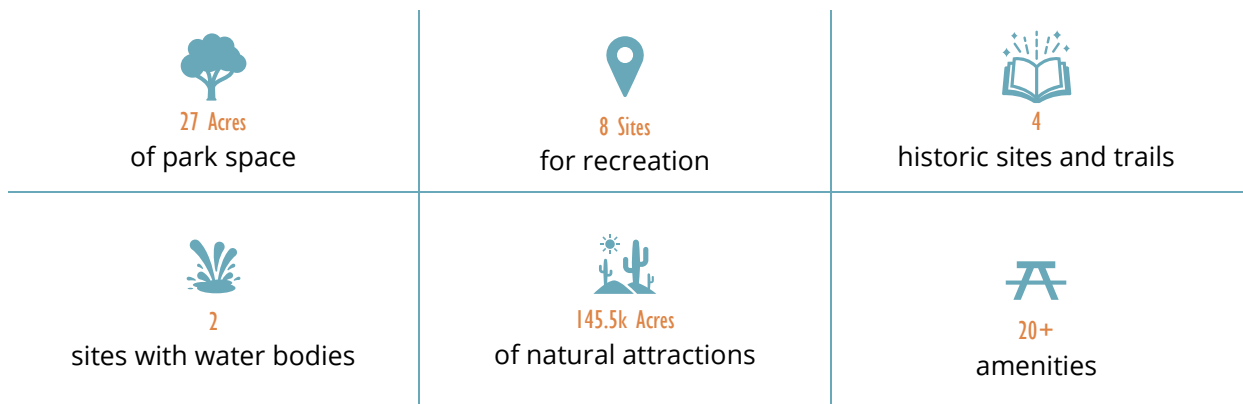 27 Acres
of park space
8 Sites
for recreation
4
historic sites and trails
2
sites with water bodies
145.5k Acres
of natural attractions
20+
amenities